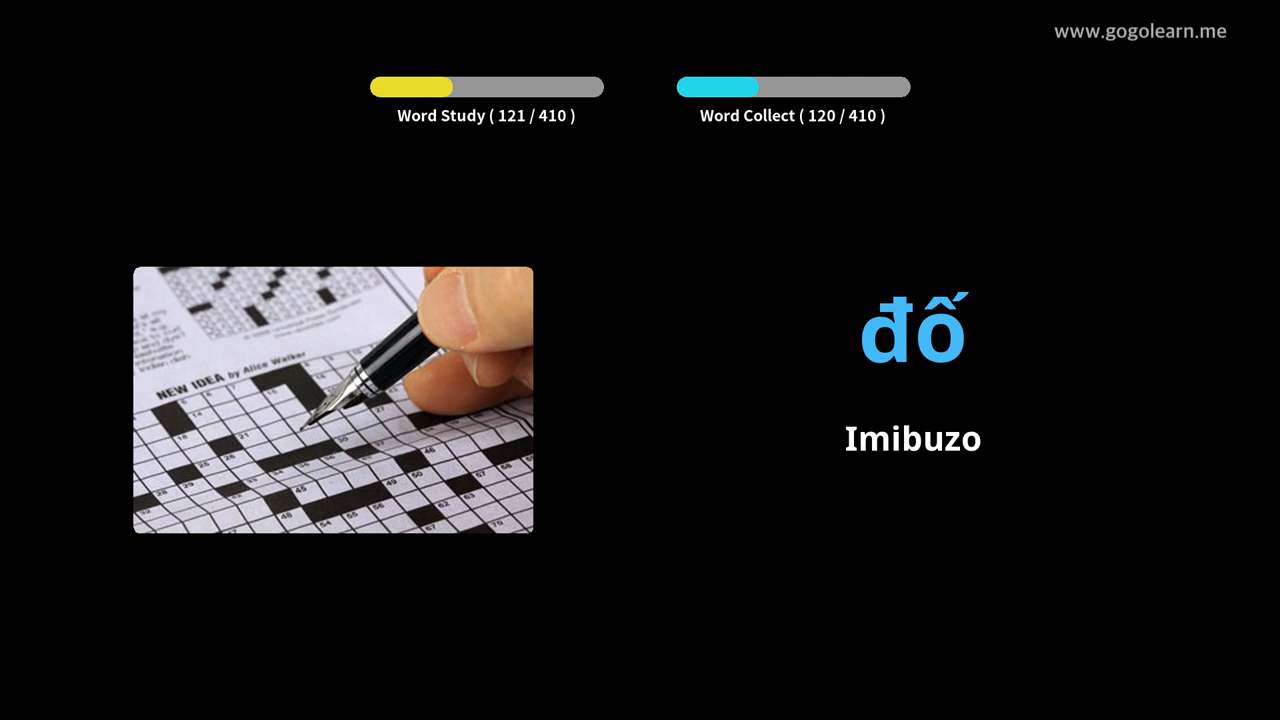 www.gogolearn.me
Word Study ( 121 / 410 )
Word Collect ( 120 / 410 )
NEW IDEA by Alice Walker
đố
Imibuzo